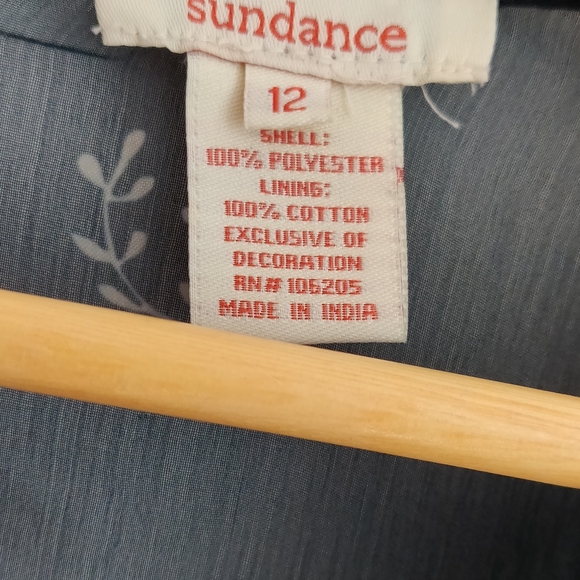 sundance
12
SHELL:
100% POLYESTER
LINING:
100% COTTON
EXCLUSIVE OF
DECORATION
RN# 106205
MADE IN INDIA